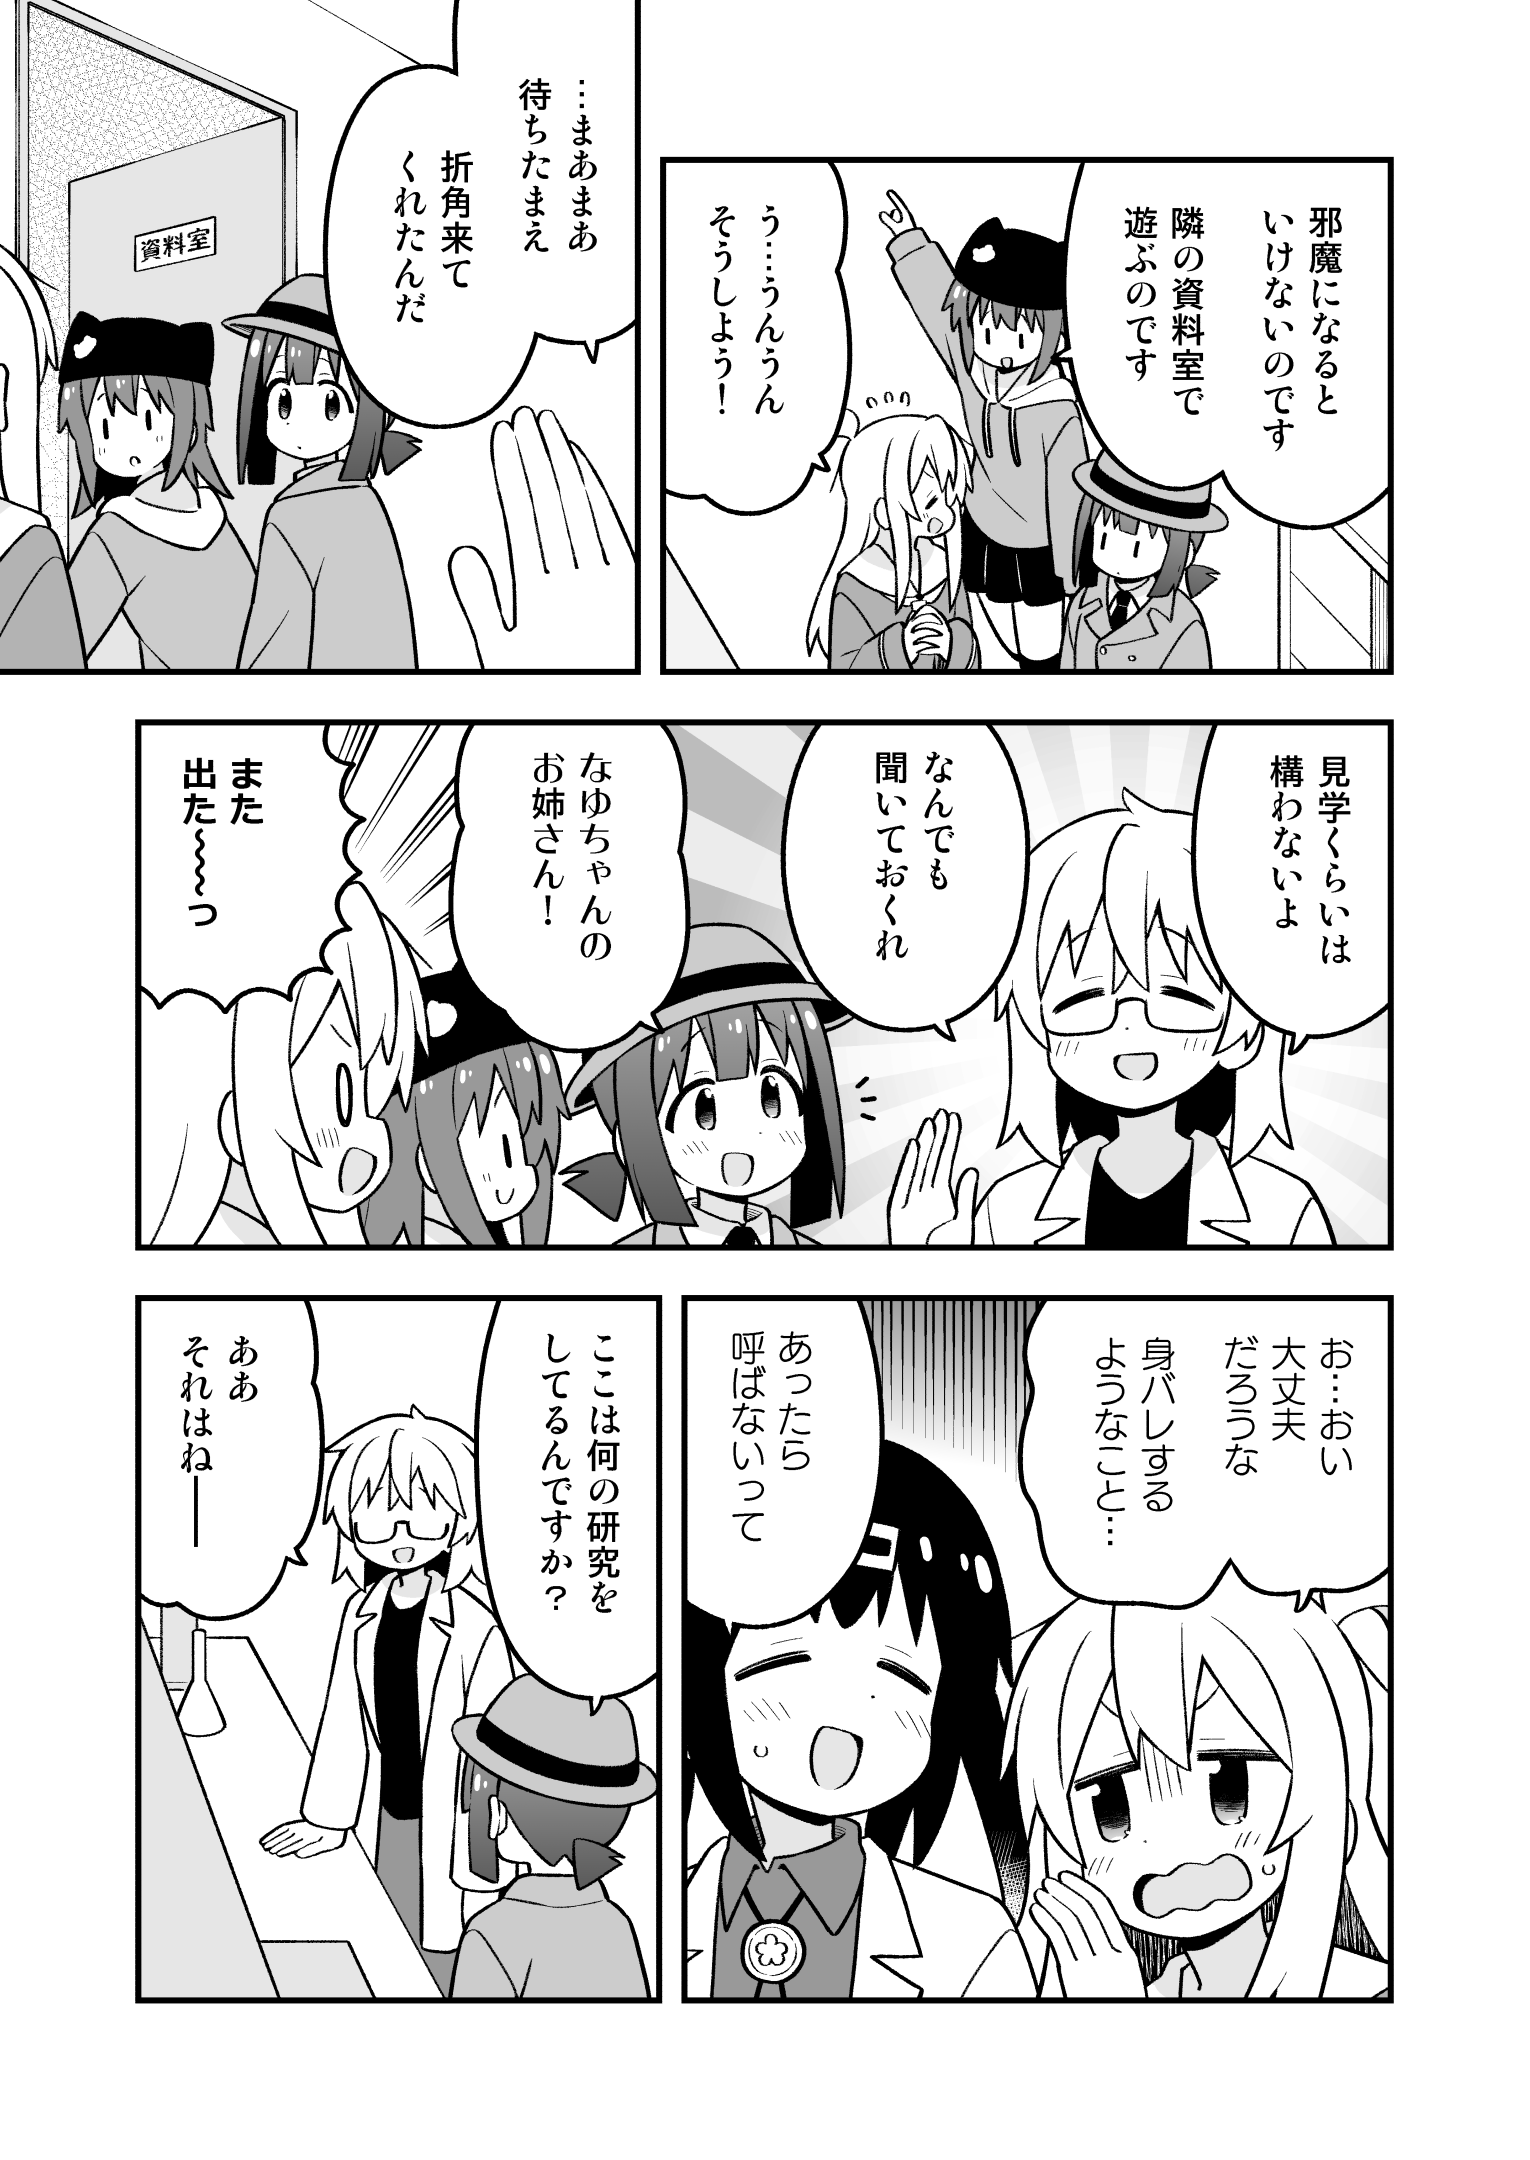 邪魔になると
いけないのです
隣の資料室で
遊ぶのです
う…うんうん
そうしよう！
…まあまあ
待ちたまえ
折角来て
くれたんだ
資料室
見学くらいは
構わないよ
なんでも
聞いておくれ
なゆちゃんの
お姉さん！
また
出た～～っ
お…おい
大丈夫
だろうな
身バレする
ようなこと…
あったら
呼ばないって
ここは何の研究を
してるんですか？
ああ
それはね――